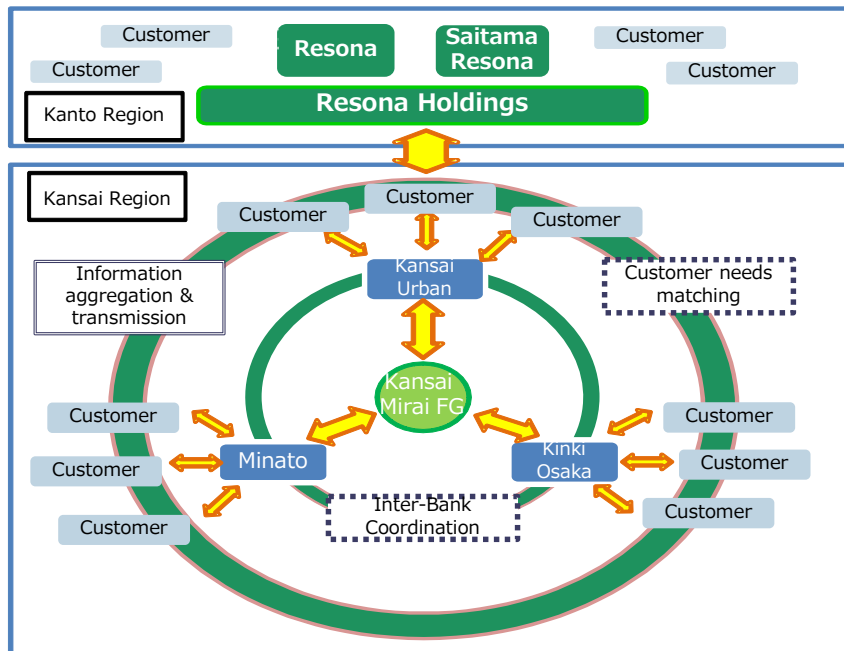 Customer
Resona
Saitama
Resona
Customer
Customer
Customer
Resona Holdings
Kanto Region
Kansai Region
Customer
Customer
Customer
Information
aggregation &
transmission
Kansai
Urban
Customer needs
matching
Kansai
Mirai FG
Customer
Customer
Customer
Minato
Kinki
Osaka
Customer
Customer
Customer
Inter-Bank
Coordination